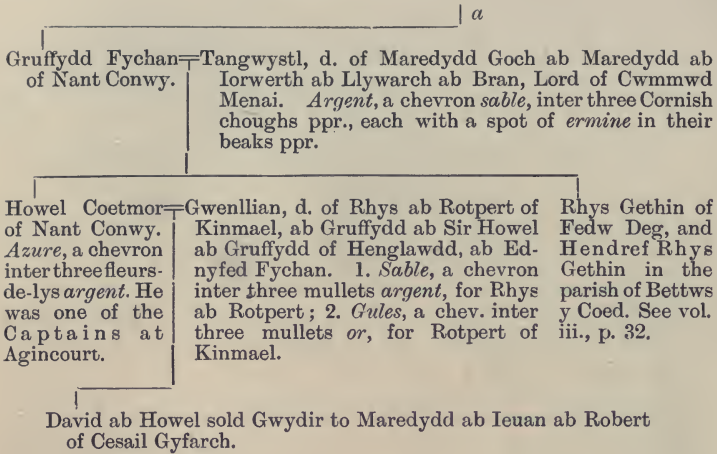 a
Gruffydd Fychan=Tangwystl, d. of Maredydd Goch ab Maredydd ab
of Nant Conwy. Iorwerth ab Llywarch ab Bran, Lord of Cwmmwd
Menai. Argent, a chevron sable, inter three Cornish
choughs ppr., each with a spot of ermine in their
beaks ppr.
Howel Coetmor=Gwenllian, d. of Rhys ab Rotpert of
of Nant Conwy. Kinmael, ab Gruffydd ab Sir Howel
Azure, a chevron ab Gruffydd of Henglawdd, ab Ed-
inter three fleurs- nyfed Fychan. 1. Sable, a chevron
de-lys argent. He inter three mullets argent, for Rhys
was one of the ab Rotpert; 2. Gules, a chev. inter
Captains at three mullets or, for Rotpert of
Agincourt. Kinmael.
Rhys Gethin of
Fedw Deg, and
Hendref Rhys
Gethin in the
parish of Bettws
y Coed. See vol.
iii., p. 32.
David ab Howel sold Gwydir to Maredydd ab Ieuan ab Robert
of Cesail Gyfarch.